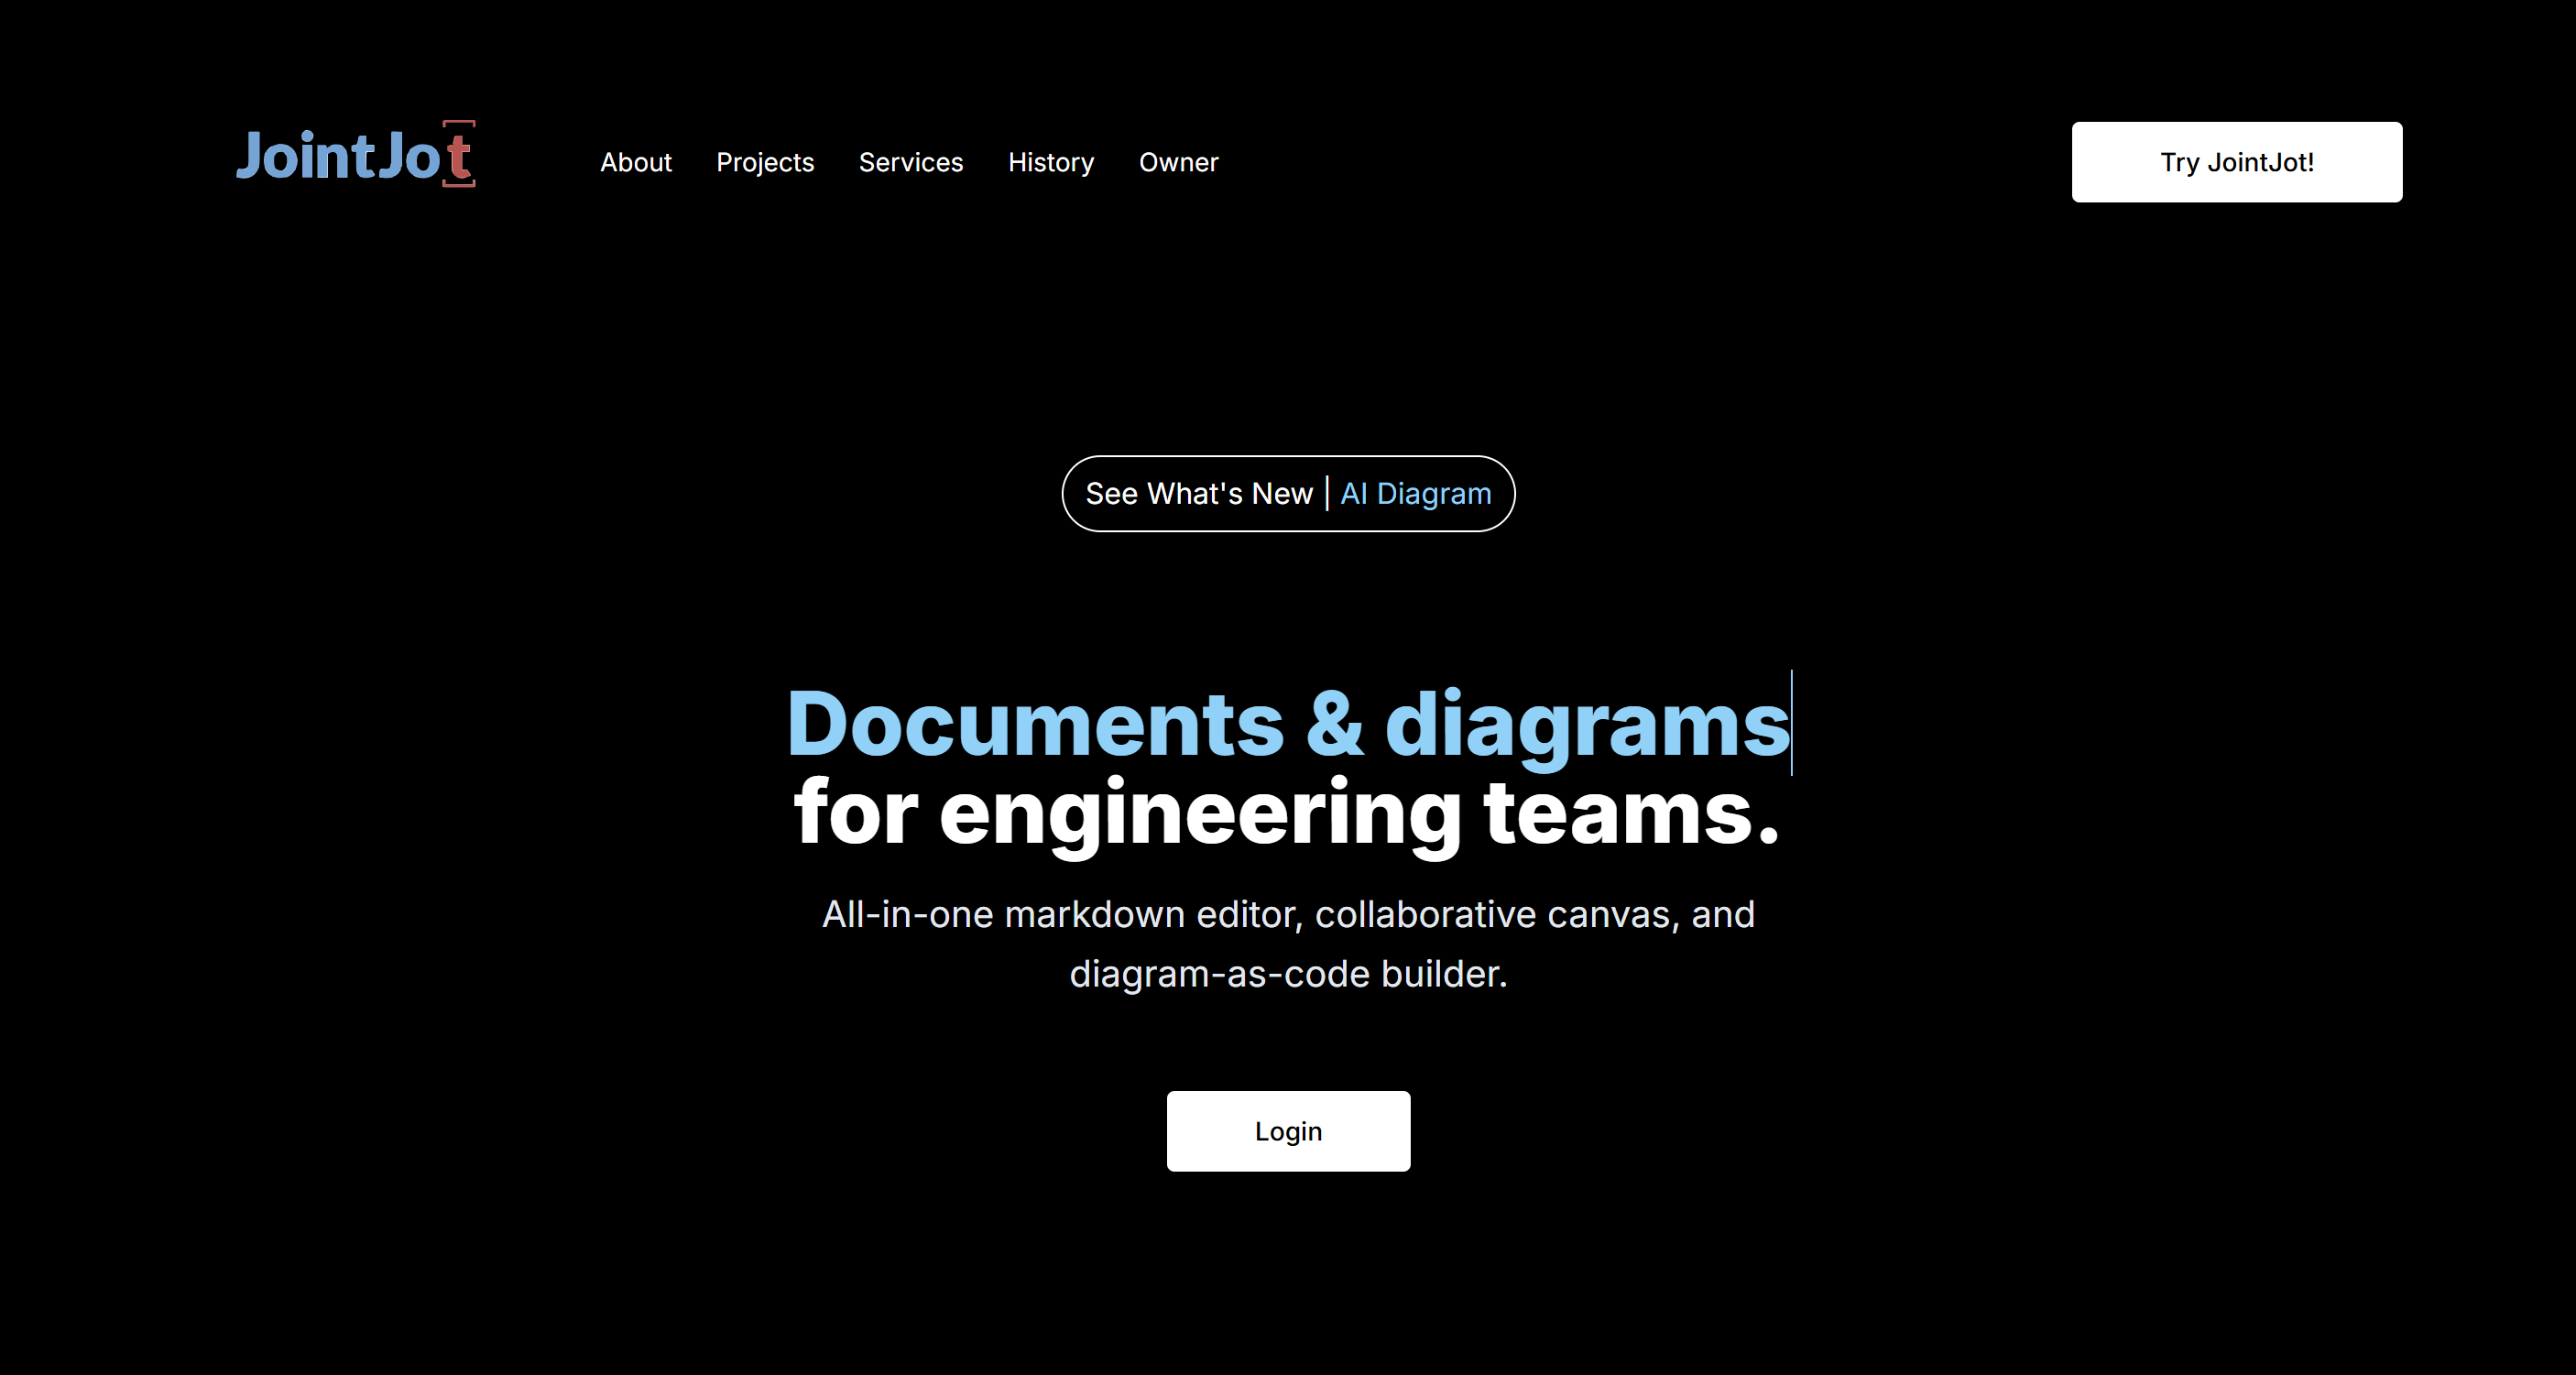 JointJot
About
Projects
Services
History
Owner
Try JointJot!
See What's New | AI Diagram
Documents & diagrams
for engineering teams.
All-in-one markdown editor, collaborative canvas, and
diagram-as-code builder.
Login